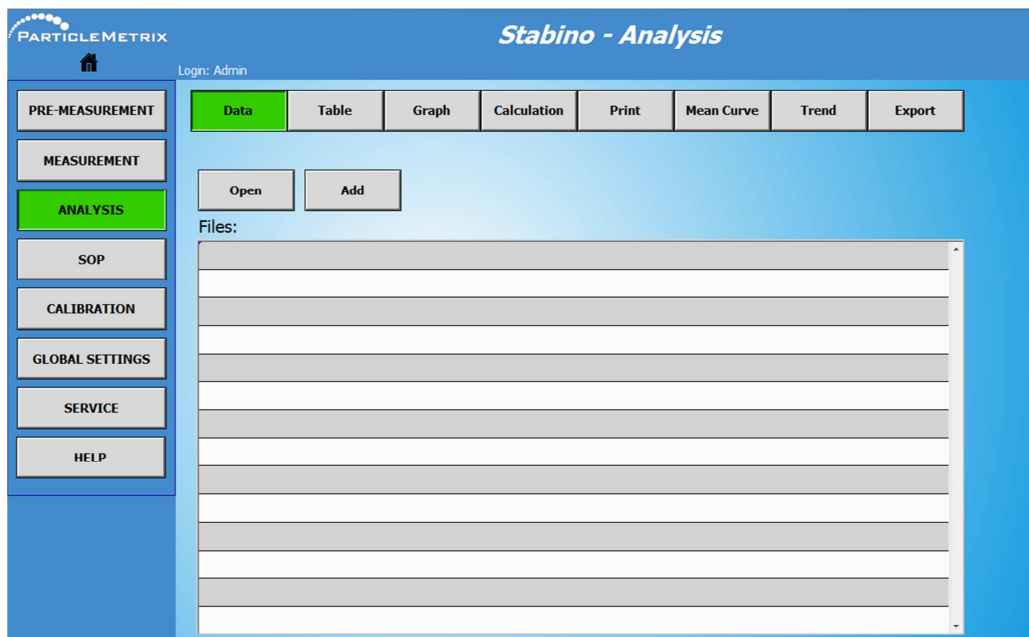 PARTICLEMETRIX
Stabino - Analysis
Login: Admin
PRE-MEASUREMENT
MEASUREMENT
ANALYSIS
SOP
CALIBRATION
GLOBAL SETTINGS
SERVICE
HELP
Data Table Graph Calculation Print Mean Curve Trend Export
Open Add
Files: